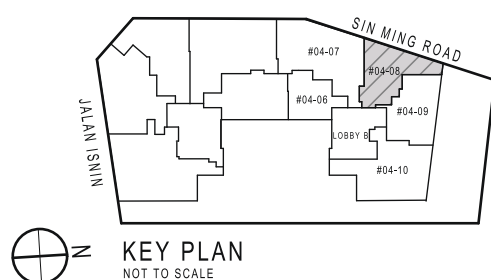 SIN MING ROAD
#04-07
#04-08
#04-06
#04-09
JALAN ISNIN
LOBBY B
#04-10
N
KEY PLAN
NOT TO SCALE